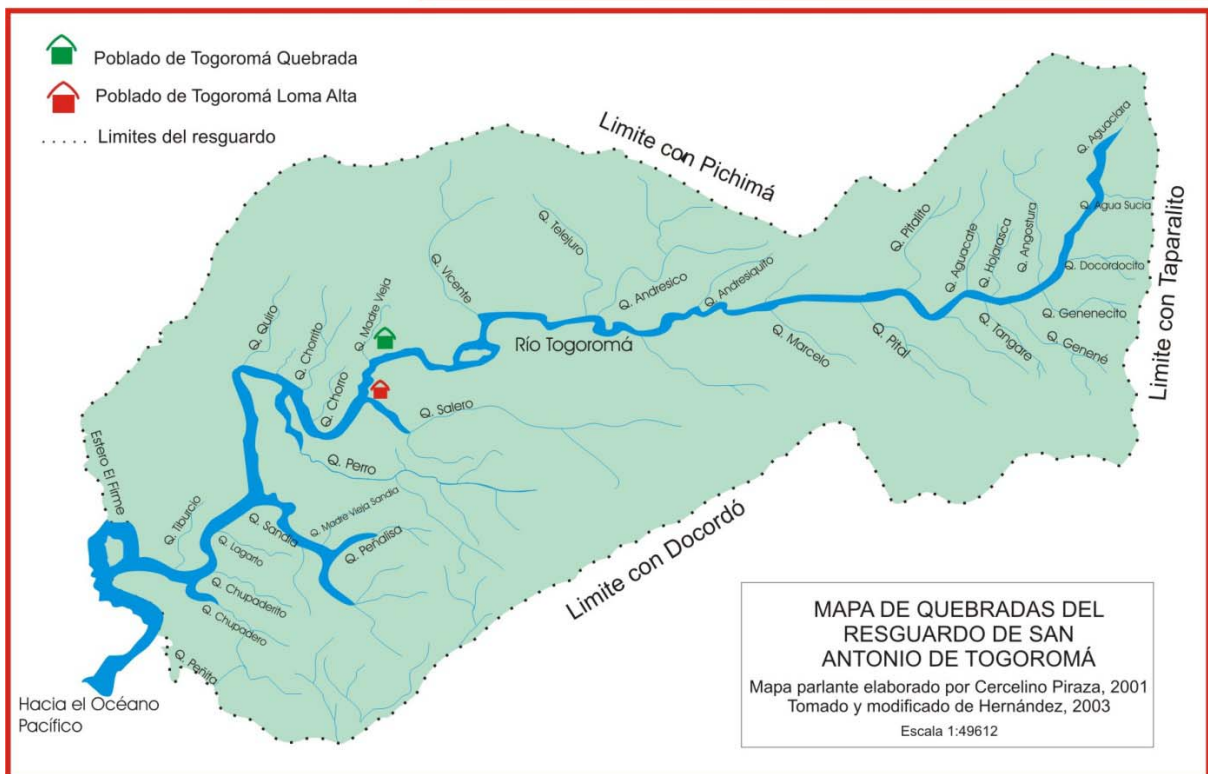 Poblado de Togoromá Quebrada
Poblado de Togoromá Loma Alta
..... Limites del resguardo
Limite con Pichimá
Q. Aguaclara
Q. Agua Sucia
Limite con Taparalito
Q. Telejuro
Q. Pitalito
Q. Aguacate
Q. Hojarasca
Q. Angostura
Q. Docordocito
Q. Vicente
Q. Andresico
Q. Andresiquito
Q. Genenecito
Q. Quiro
Q. Chorrito
Q. Madre Vieja
Río Togoromá
Q. Marcelo
Q. Pital
Q. Tangare
Q. Genené
Q. Chorro
Q. Salero
Estero El Firme
Q. Perro
Q. Tiburcio
Q. Sandia
Q. Madre Vieja Sandia
Q. Lagarto
Q. Peñalisa
Limite con Docordó
Q. Chupaderito
Q. Chupadero
Q. Peñita
Hacia el Océano
Pacífico
MAPA DE QUEBRADAS DEL
RESGUARDO DE SAN
ANTONIO DE TOGOROMÁ
Mapa parlante elaborado por Cercelino Piraza, 2001
Tomado y modificado de Hernández, 2003
Escala 1:49612